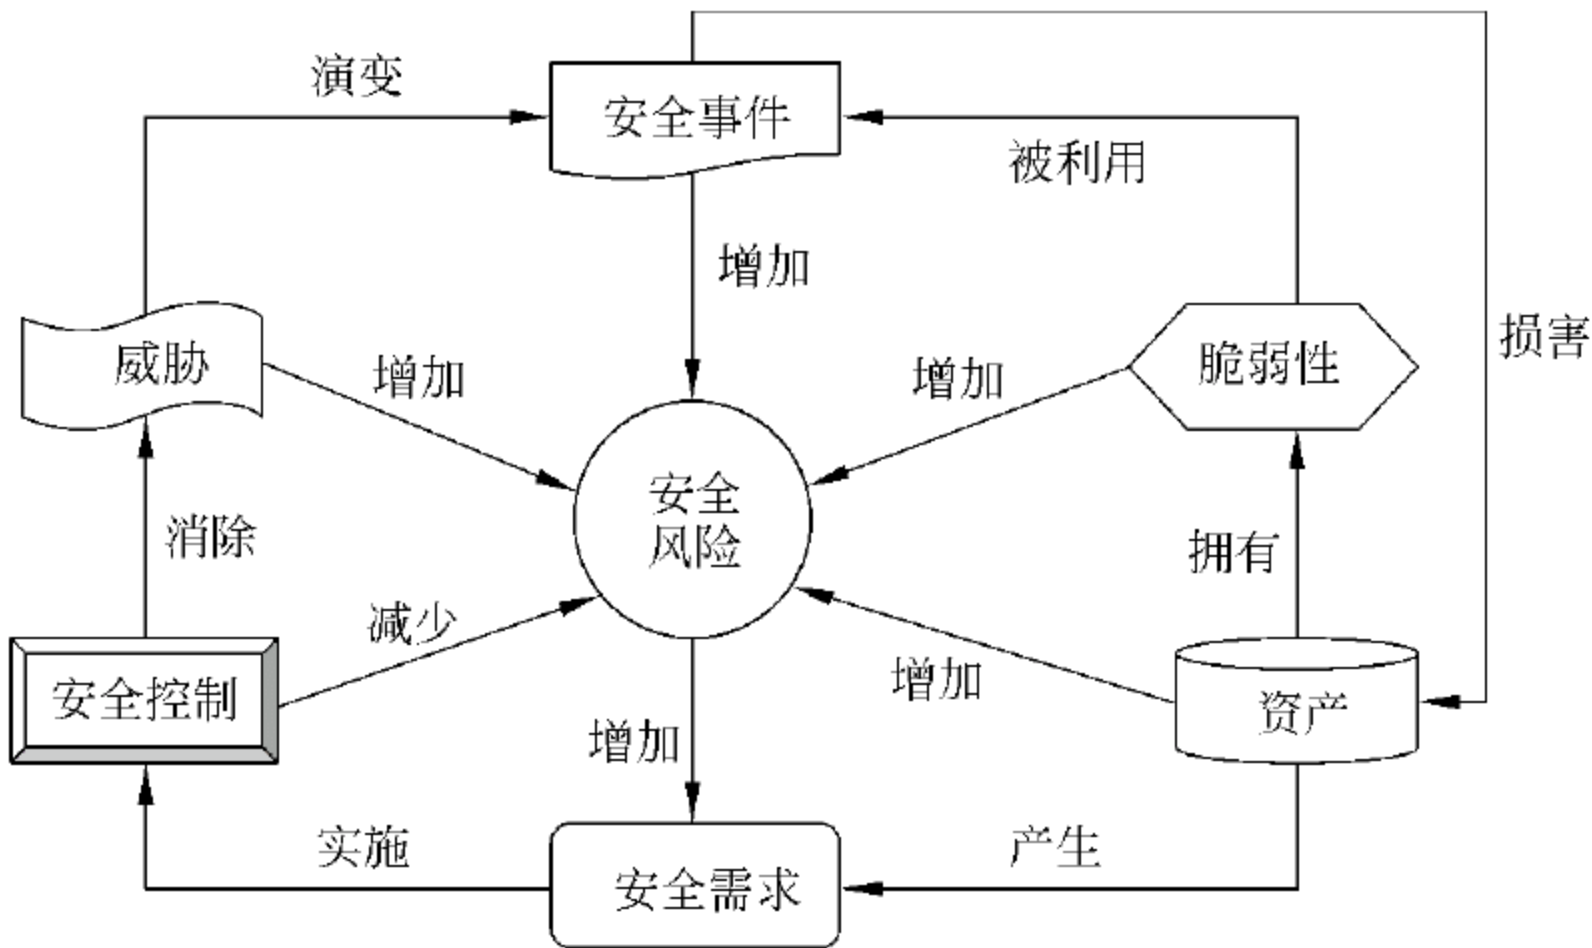 演变
安全事件
被利用
增加
损害
威胁
增加
增加
脆弱性
安全
风险
消除
拥有
减少
增加
安全控制
资产
增加
实施
产生
安全需求